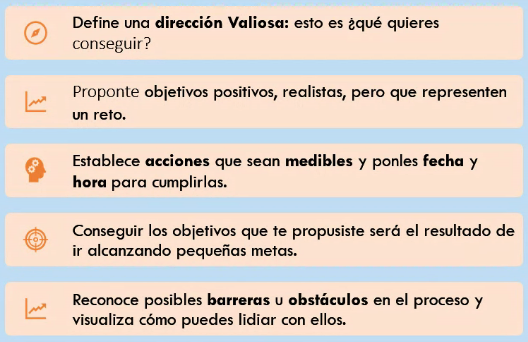 Define una dirección Valiosa: esto es ¿qué quieres
conseguir?
Proponte objetivos positivos, realistas, pero que representen
un reto.
Establece acciones que sean medibles y ponles fecha y
hora para cumplirlas.
Conseguir los objetivos que te propusiste será el resultado de
ir alcanzando pequeñas metas.
Reconoce posibles barreras u obstáculos en el proceso y
visualiza cómo puedes lidiar con ellos.